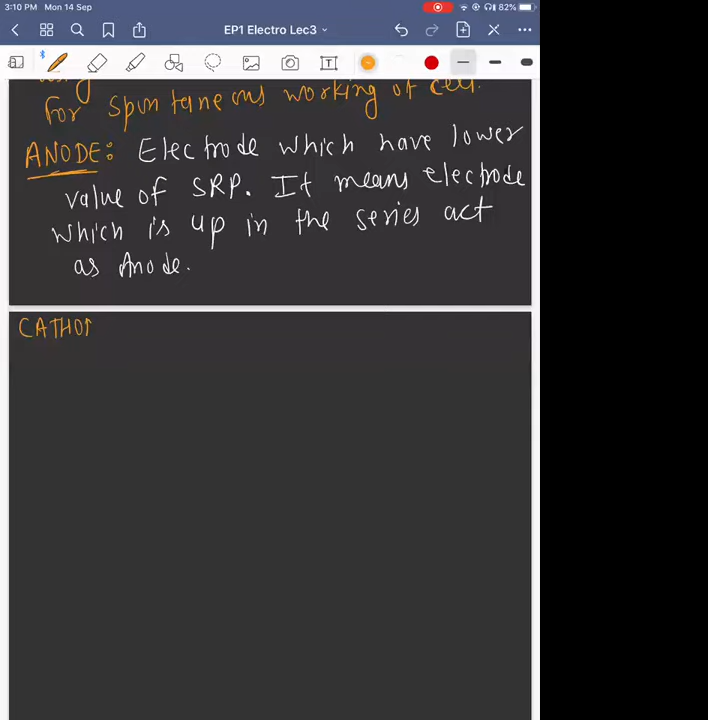 3:10 PM Mon 14 Sep 82%
EP1 Electro Lec3
T
For spontaneous working of cell.
ANODE: Electrode which have lower
value of SRP. It means electrode
which is up in the series act
as Anode.
CATHO